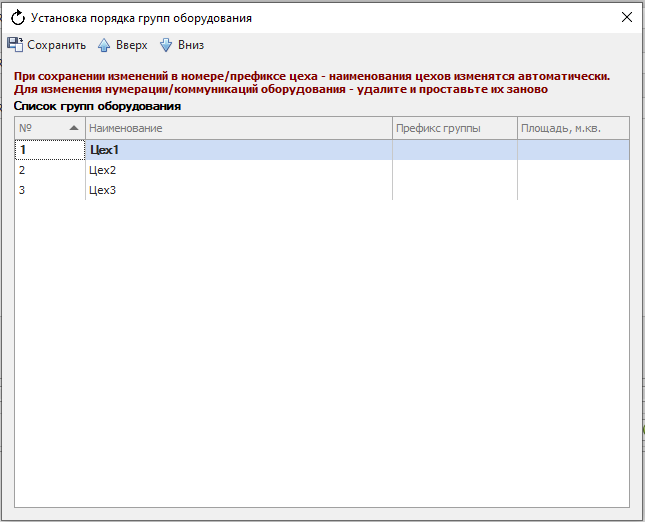 Установка порядка групп оборудования
Сохранить Вверх Вниз
При сохранении изменений в номере/префиксе цеха - наименования цехов изменятся автоматически.
Для изменения нумерации/коммуникаций оборудования - удалите и проставьте их заново
Список групп оборудования
№ Наименование Префикс группы Площадь, м.кв.
1 Цех1
2 Цех2
3 Цех3